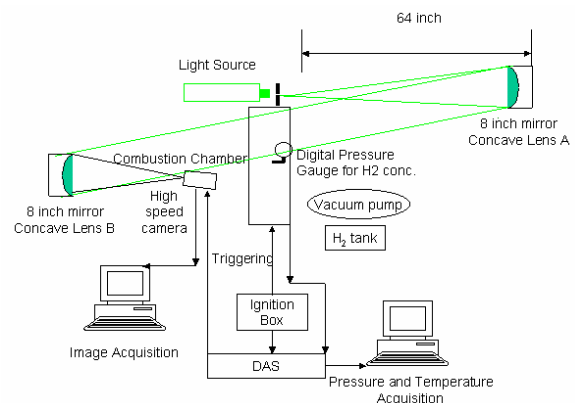 64 inch
Light Source
8 inch mirror
Concave Lens A
Combustion Chamber
Digital Pressure
Gauge for H2 conc.
8 inch mirror
Concave Lens B
High
speed
camera
Vacuum pump
H2 tank
Triggering
Ignition
Box
Image Acquisition
DAS
Pressure and Temperature
Acquisition